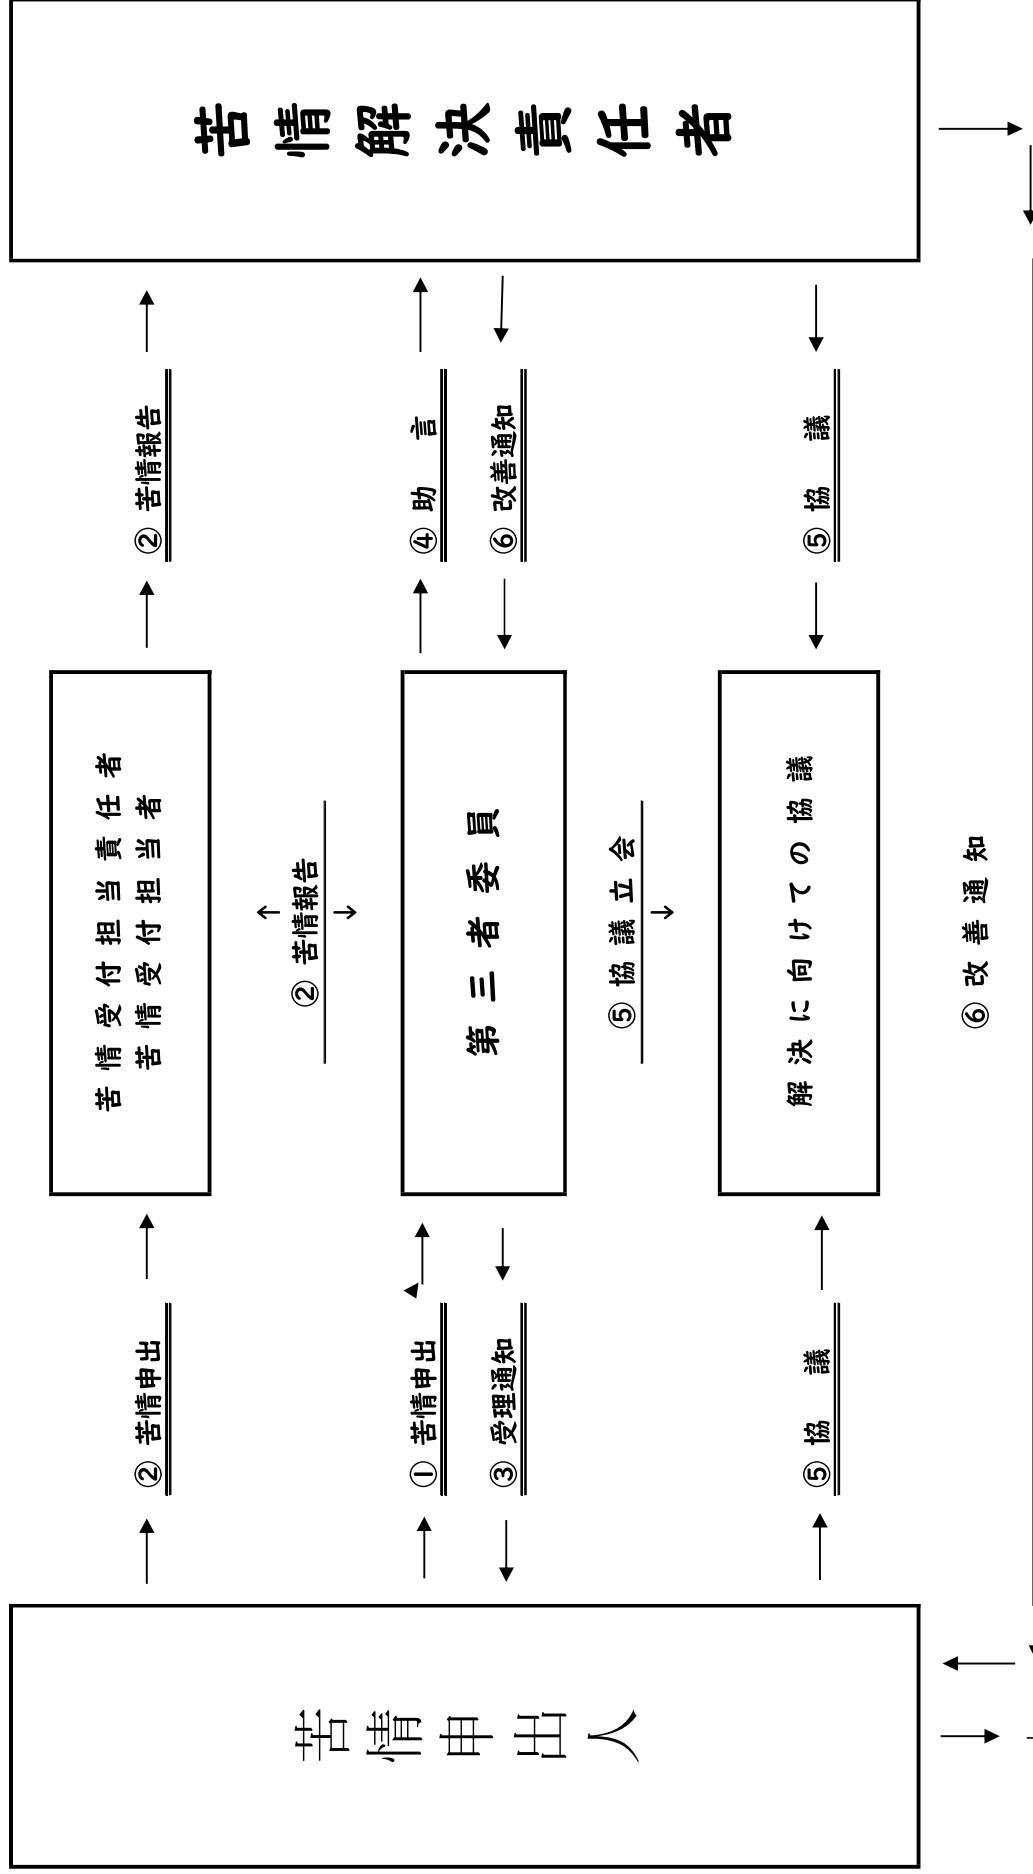 苦情申出人
② 苦情申出
苦情受付担当責任者
苦情受付担当者
② 苦情報告
② 苦情報告
① 苦情申出
③ 受理通知
第三者委員
④ 助　言
⑥ 改善通知
⑤ 協議立会
⑤ 協　議
解決に向けての協議
⑤ 協　議
⑥ 改善通知
苦情解決責任者